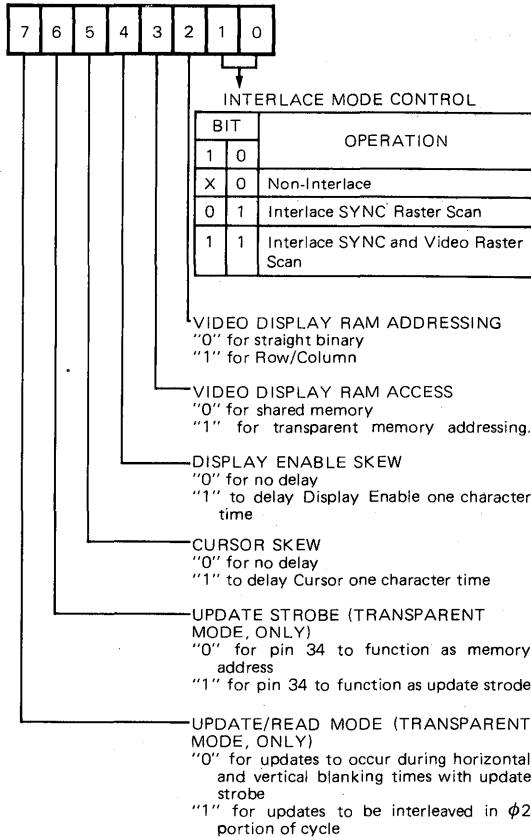 7 6 5 4 3 2 1 0
INTERLACE MODE CONTROL
BIT OPERATION
1 0
X 0 Non-Interlace
0 1 Interlace SYNC Raster Scan
1 1 Interlace SYNC and Video Raster
Scan
VIDEO DISPLAY RAM ADDRESSING
"0" for straight binary
"1" for Row/Column
VIDEO DISPLAY RAM ACCESS
"0" for shared memory
"1" for transparent memory addressing.
DISPLAY ENABLE SKEW
"0" for no delay
"1" to delay Display Enable one character
time
CURSOR SKEW
"0" for no delay
"1" to delay Cursor one character time
UPDATE STROBE (TRANSPARENT
MODE, ONLY)
"0" for pin 34 to function as memory
address
"1" for pin 34 to function as update strode
UPDATE/READ MODE (TRANSPARENT
MODE, ONLY)
"0" for updates to occur during horizontal
and vertical blanking times with update
strobe
"1" for updates to be interleaved in ϕ2
portion of cycle